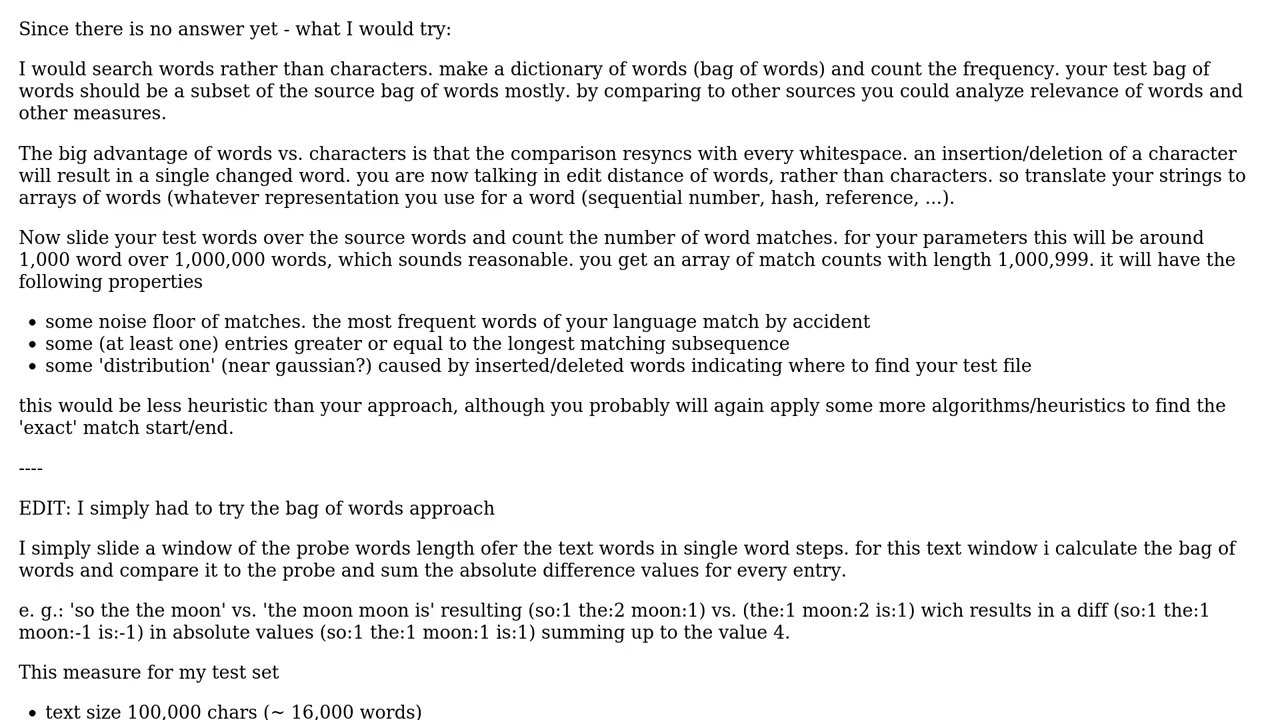 Since there is no answer yet - what I would try:
I would search words rather than characters. make a dictionary of words (bag of words) and count the frequency. your test bag of
words should be a subset of the source bag of words mostly. by comparing to other sources you could analyze relevance of words and
other measures.
The big advantage of words vs. characters is that the comparison resyncs with every whitespace. an insertion/deletion of a character
will result in a single changed word. you are now talking in edit distance of words, rather than characters. so translate your strings to
arrays of words (whatever representation you use for a word (sequential number, hash, reference, ...).
Now slide your test words over the source words and count the number of word matches. for your parameters this will be around
1,000 word over 1,000,000 words, which sounds reasonable. you get an array of match counts with length 1,000,999. it will have the
following properties
• some noise floor of matches. the most frequent words of your language match by accident
• some (at least one) entries greater or equal to the longest matching subsequence
• some 'distribution' (near gaussian?) caused by inserted/deleted words indicating where to find your test file
this would be less heuristic than your approach, although you probably will again apply some more algorithms/heuristics to find the
'exact' match start/end.
----
EDIT: I simply had to try the bag of words approach
I simply slide a window of the probe words length ofer the text words in single word steps. for this text window i calculate the bag of
words and compare it to the probe and sum the absolute difference values for every entry.
e. g.: 'so the the moon' vs. 'the moon moon is' resulting (so:1 the:2 moon:1) vs. (the:1 moon:2 is:1) wich results in a diff (so:1 the:1
moon:-1 is:-1) in absolute values (so:1 the:1 moon:1 is:1) summing up to the value 4.
This measure for my test set
• text size 100,000 chars (~ 16,000 words)